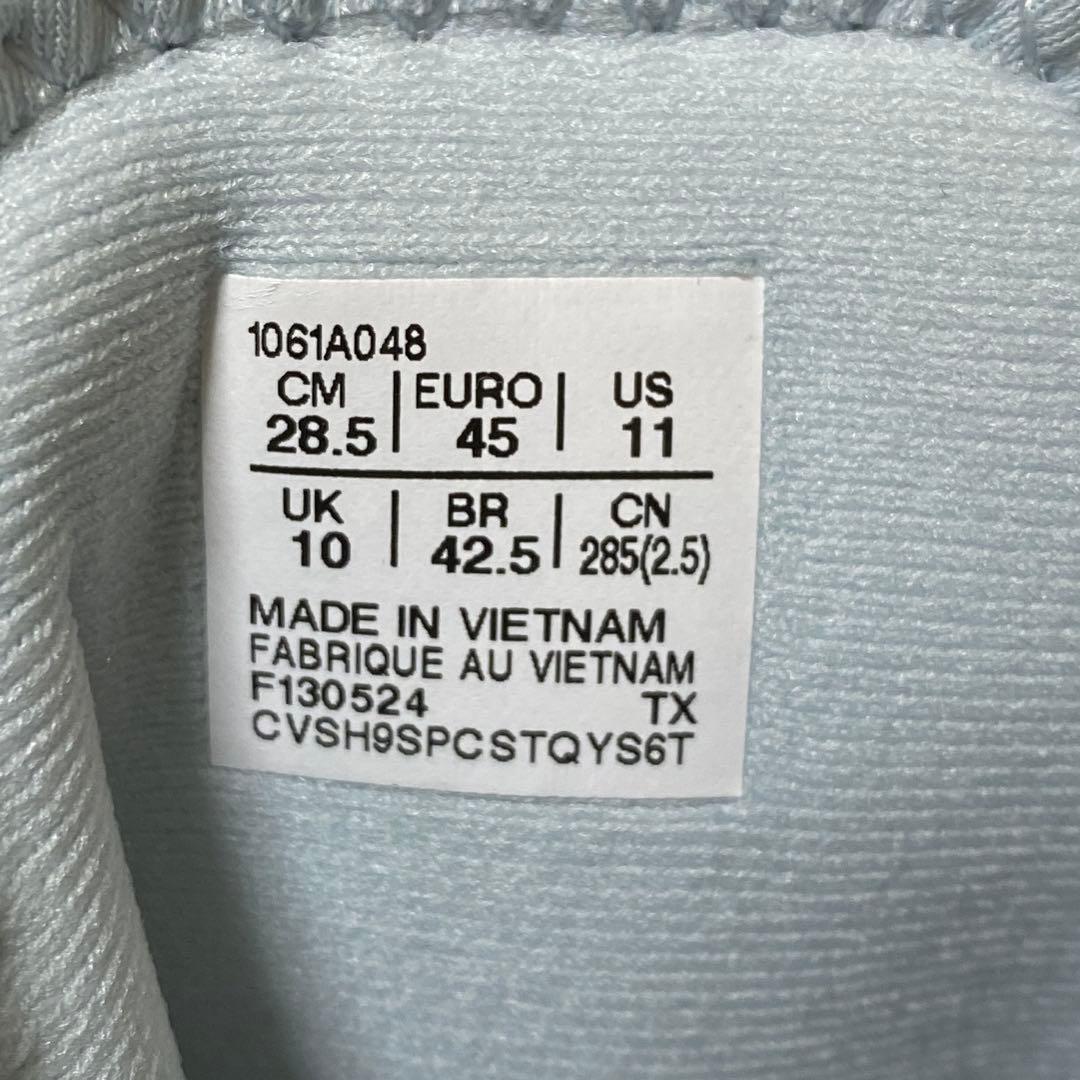 1061A048
CM | EURO | US
28.5 | 45 | 11
UK | BR | CN
10 | 42.5 | 285(2.5)
MADE IN VIETNAM
FABRIQUE AU VIETNAM
F130524 TX
CVSH9SPCSTQYS6T